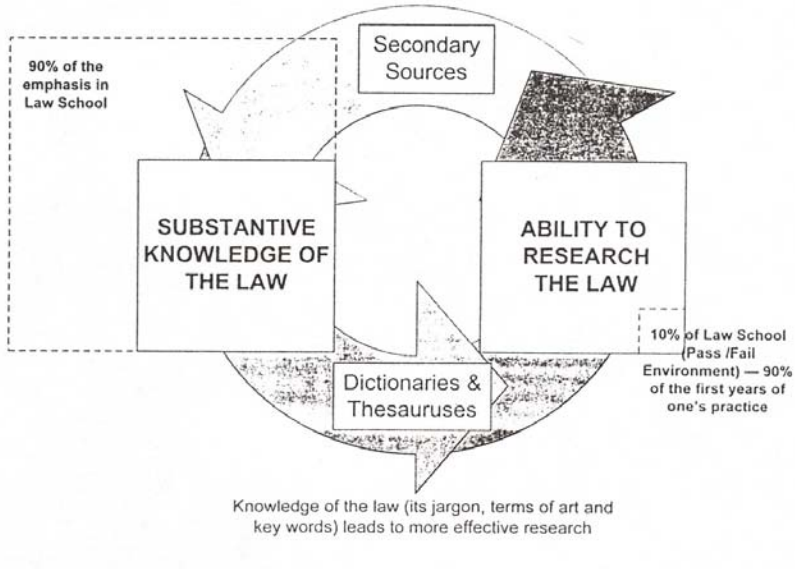 Secondary
Sources
90% of the
emphasis in
Law School
SUBSTANTIVE
KNOWLEDGE OF
THE LAW
ABILITY TO
RESEARCH
THE LAW
10% of Law School
(Pass /Fail
Environment) — 90%
of the first years of
one's practice
Dictionaries &
Thesauruses
Knowledge of the law (its jargon, terms of art and
key words) leads to more effective research